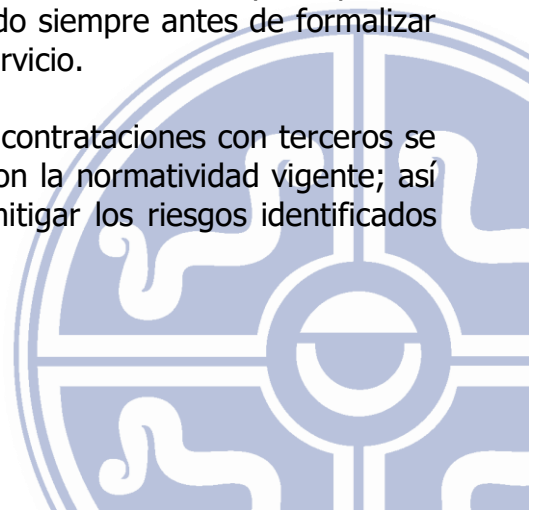 do siempre antes de formalizar
rvicio.
contrataciones con terceros se
on la normatividad vigente; así
nitigar los riesgos identificados